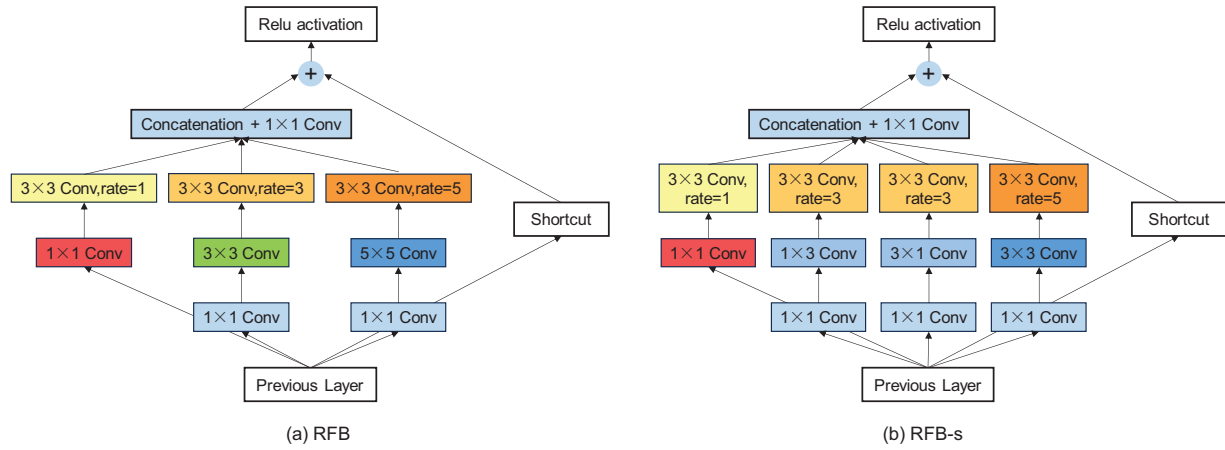 Relu activation
+
Concatenation + 1×1 Conv
3×3 Conv,rate=1
3×3 Conv,rate=3
3×3 Conv,rate=5
Shortcut
1×1 Conv
3×3 Conv
5×5 Conv
1×1 Conv
1×1 Conv
Previous Layer
(a) RFB
Relu activation
+
Concatenation + 1×1 Conv
3×3 Conv,
rate=1
3×3 Conv,
rate=3
3×3 Conv,
rate=3
3×3 Conv,
rate=5
Shortcut
1×1 Conv
1×3 Conv
3×1 Conv
3×3 Conv
1×1 Conv
1×1 Conv
1×1 Conv
Previous Layer
(b) RFB-s